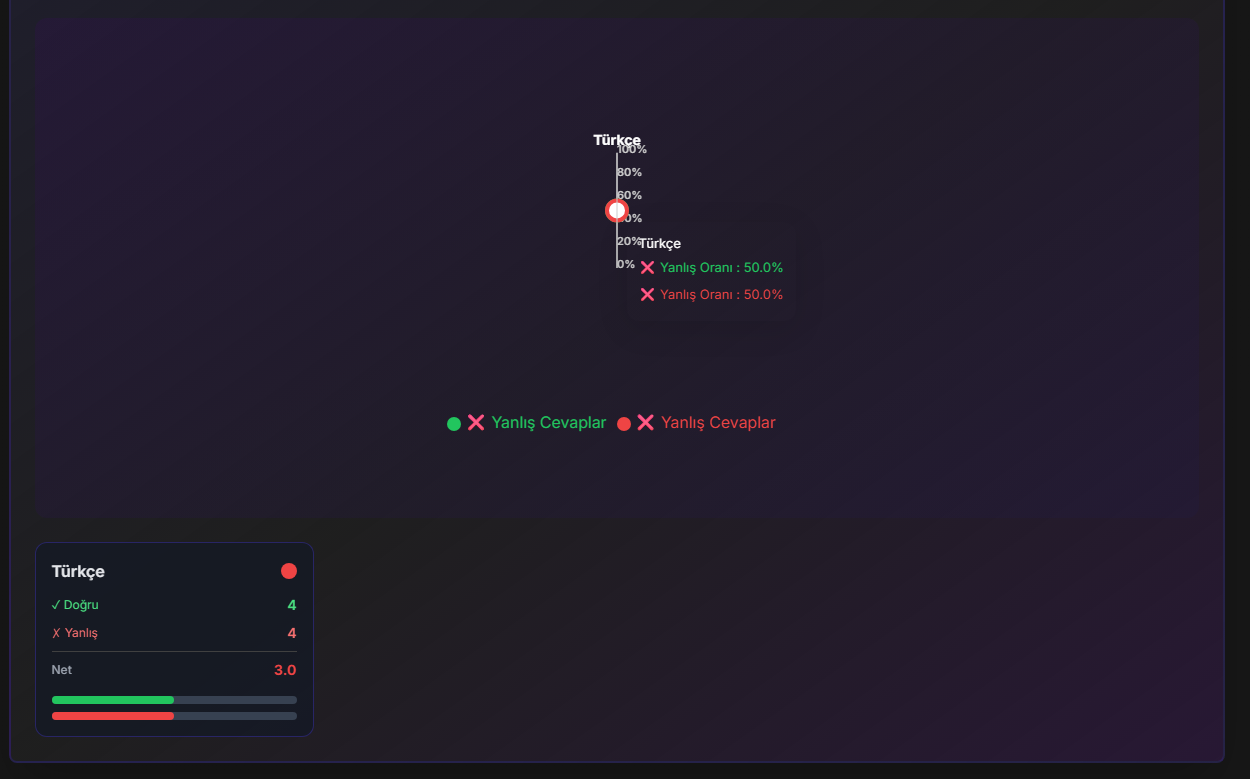 Türkçe
100%
80%
60%
40%
20%
0%
Türkçe
❌ Yanlış Oranı : 50.0%
❌ Yanlış Oranı : 50.0%
❌ Yanlış Cevaplar ❌ Yanlış Cevaplar
Türkçe
✓ Doğru 4
✗ Yanlış 4
Net 3.0